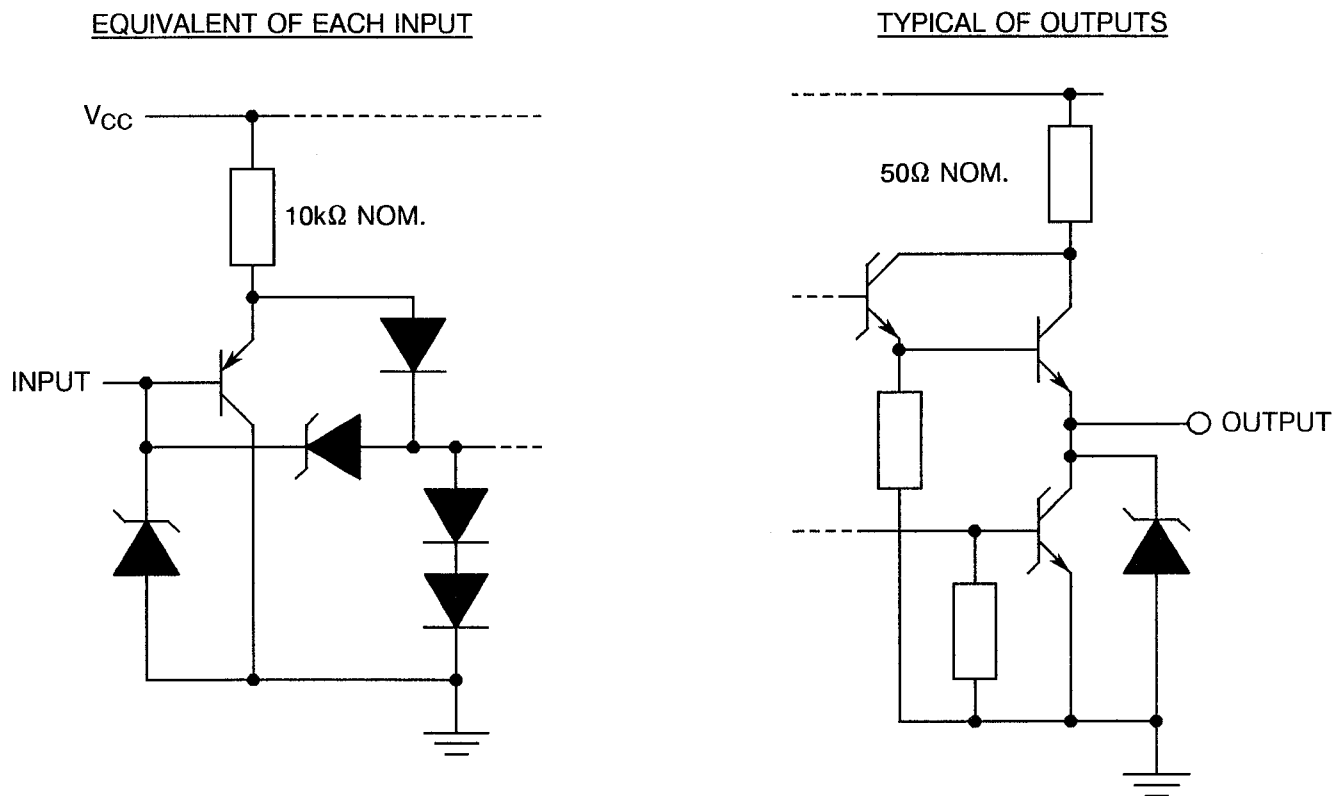 EQUIVALENT OF EACH INPUT
TYPICAL OF OUTPUTS
VCC
50Ω NOM.
10kΩ NOM.
INPUT
OUTPUT